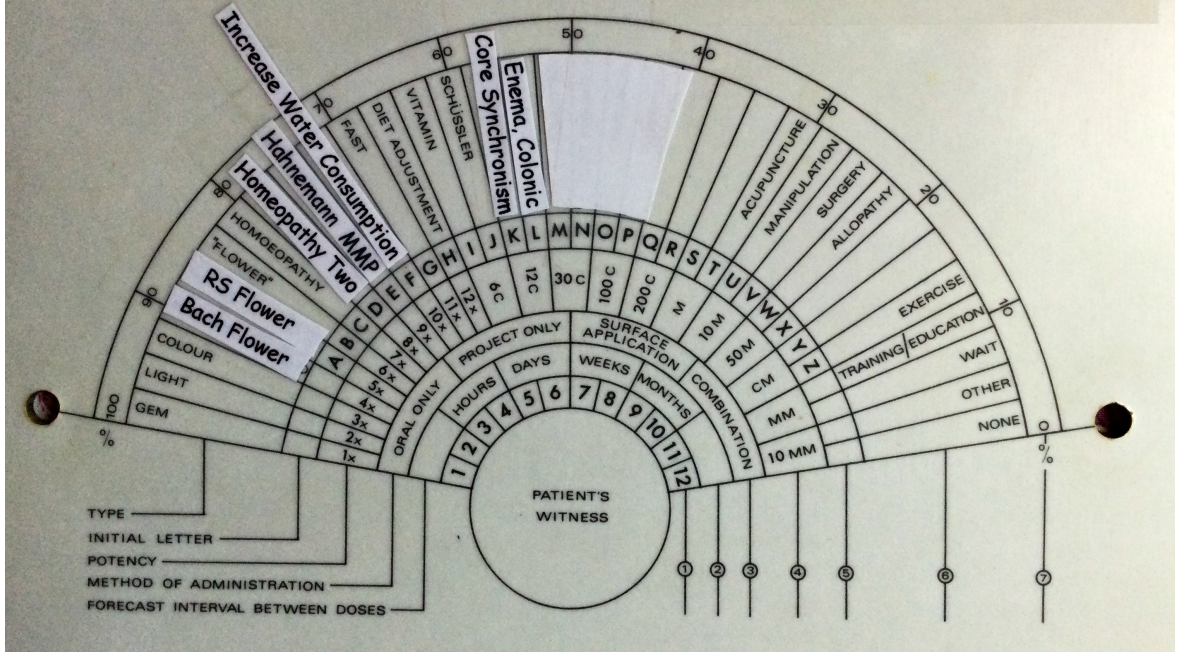 100
90
80
70
60
50
40
30
20
10
0
%
%
GEM
LIGHT
COLOUR
Bach Flower
RS Flower
"FLOWER"
HOMOEOPATHY
Homeopathy Two
Hahnemann MMP
Increase Water Consumption
FAST
DIET ADJUSTMENT
VITAMIN
SCHÜSSLER
Core Synchronism
Enema, Colonic
ACUPUNCTURE
MANIPULATION
SURGERY
ALLOPATHY
EXERCISE
TRAINING/EDUCATION
WAIT
OTHER
NONE
A B C D E F G H I J K L M N O P Q R S T U V W X Y Z
1x 2x 3x 4x 5x 6x 7x 8x 9x 10x 11x 12x 6C 12C 30C 100C 200C M 10M 50M CM MM 10MM
ORAL ONLY
PROJECT ONLY
SURFACE
APPLICATION
COMBINATION
HOURS
DAYS
WEEKS
MONTHS
1 2 3 4 5 6 7 8 9 10 11 12
PATIENT'S
WITNESS
TYPE
INITIAL LETTER
POTENCY
METHOD OF ADMINISTRATION
FORECAST INTERVAL BETWEEN DOSES
1 2 3 4 5 6 7